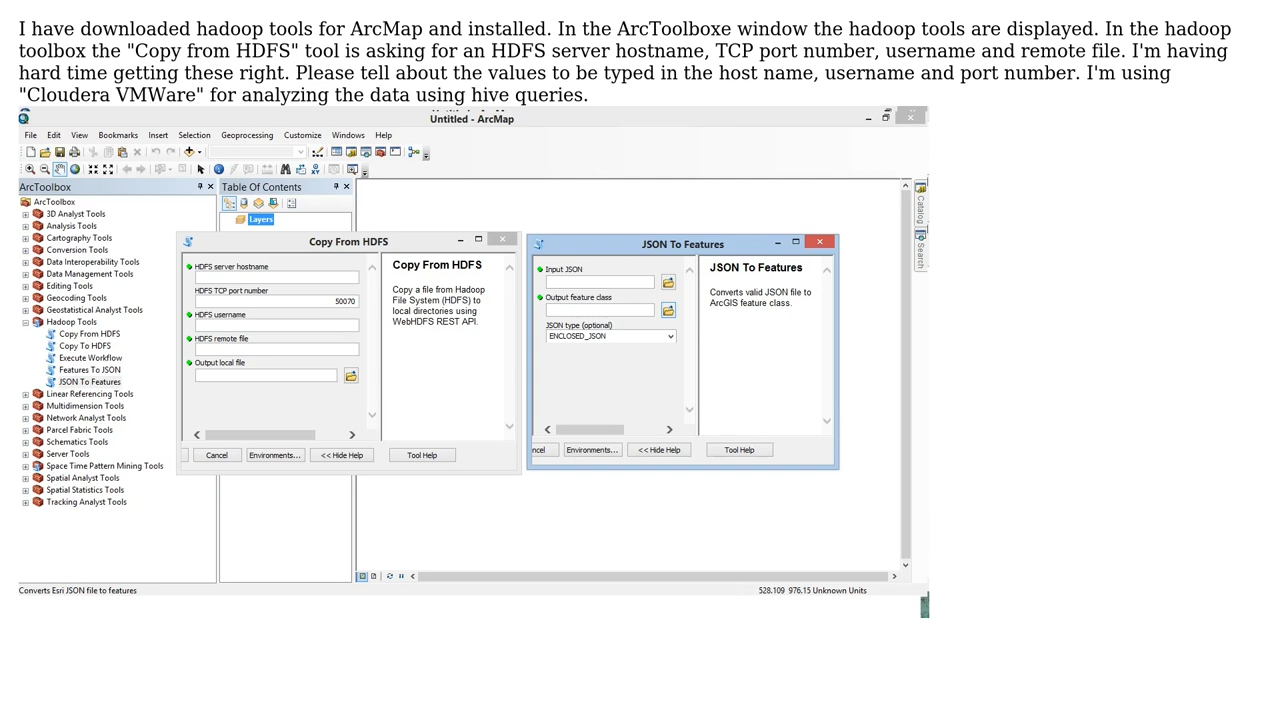 I have downloaded hadoop tools for ArcMap and installed. In the ArcToolboxe window the hadoop tools are displayed. In the hadoop
toolbox the "Copy from HDFS" tool is asking for an HDFS server hostname, TCP port number, username and remote file. I'm having
hard time getting these right. Please tell about the values to be typed in the host name, username and port number. I'm using
"Cloudera VMWare" for analyzing the data using hive queries.
Untitled - ArcMap
File Edit View Bookmarks Insert Selection Geoprocessing Customize Windows Help
ArcToolbox
Table Of Contents
ArcToolbox
3D Analyst Tools
Analysis Tools
Cartography Tools
Conversion Tools
Data Interoperability Tools
Data Management Tools
Editing Tools
Geocoding Tools
Geostatistical Analyst Tools
Hadoop Tools
Copy From HDFS
Copy To HDFS
Execute Workflow
Features To JSON
JSON To Features
Linear Referencing Tools
Multidimension Tools
Network Analyst Tools
Parcel Fabric Tools
Schematics Tools
Server Tools
Space Time Pattern Mining Tools
Spatial Analyst Tools
Spatial Statistics Tools
Tracking Analyst Tools
Layers
Copy From HDFS
HDFS server hostname
HDFS TCP port number
50070
HDFS username
HDFS remote file
Output local file
Copy From HDFS
Copy a file from Hadoop
File System (HDFS) to
local directories using
WebHDFS REST API.
Cancel Environments... << Hide Help Tool Help
JSON To Features
Input JSON
Output feature class
JSON type (optional)
ENCLOSED_JSON
JSON To Features
Converts valid JSON file to
ArcGIS feature class.
ncel Environments... << Hide Help Tool Help
Catalog
Search
Converts Esri JSON file to features
528.109 976.15 Unknown Units